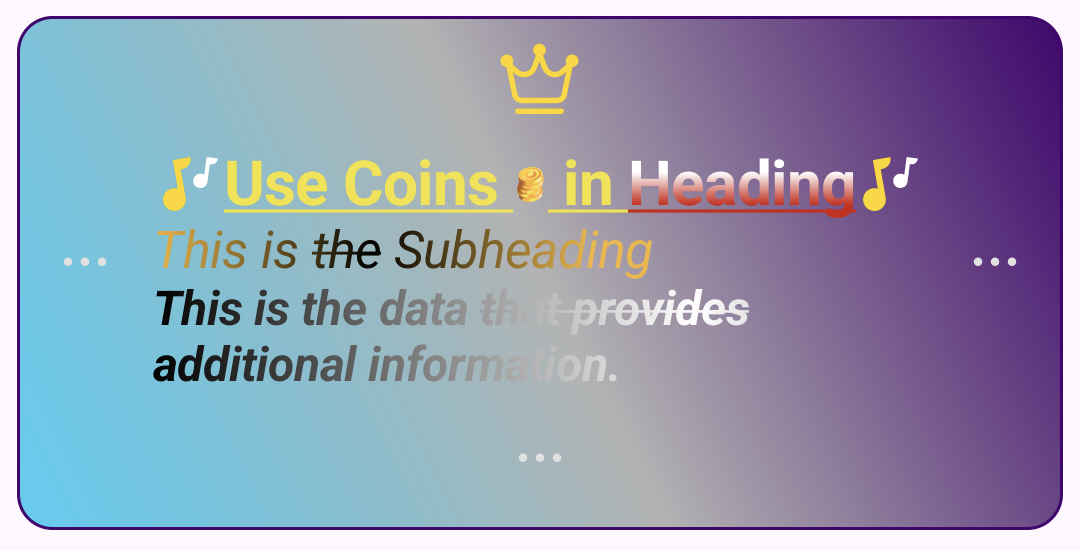 Use Coins in Heading
This is the Subheading
This is the data that provides
additional information.